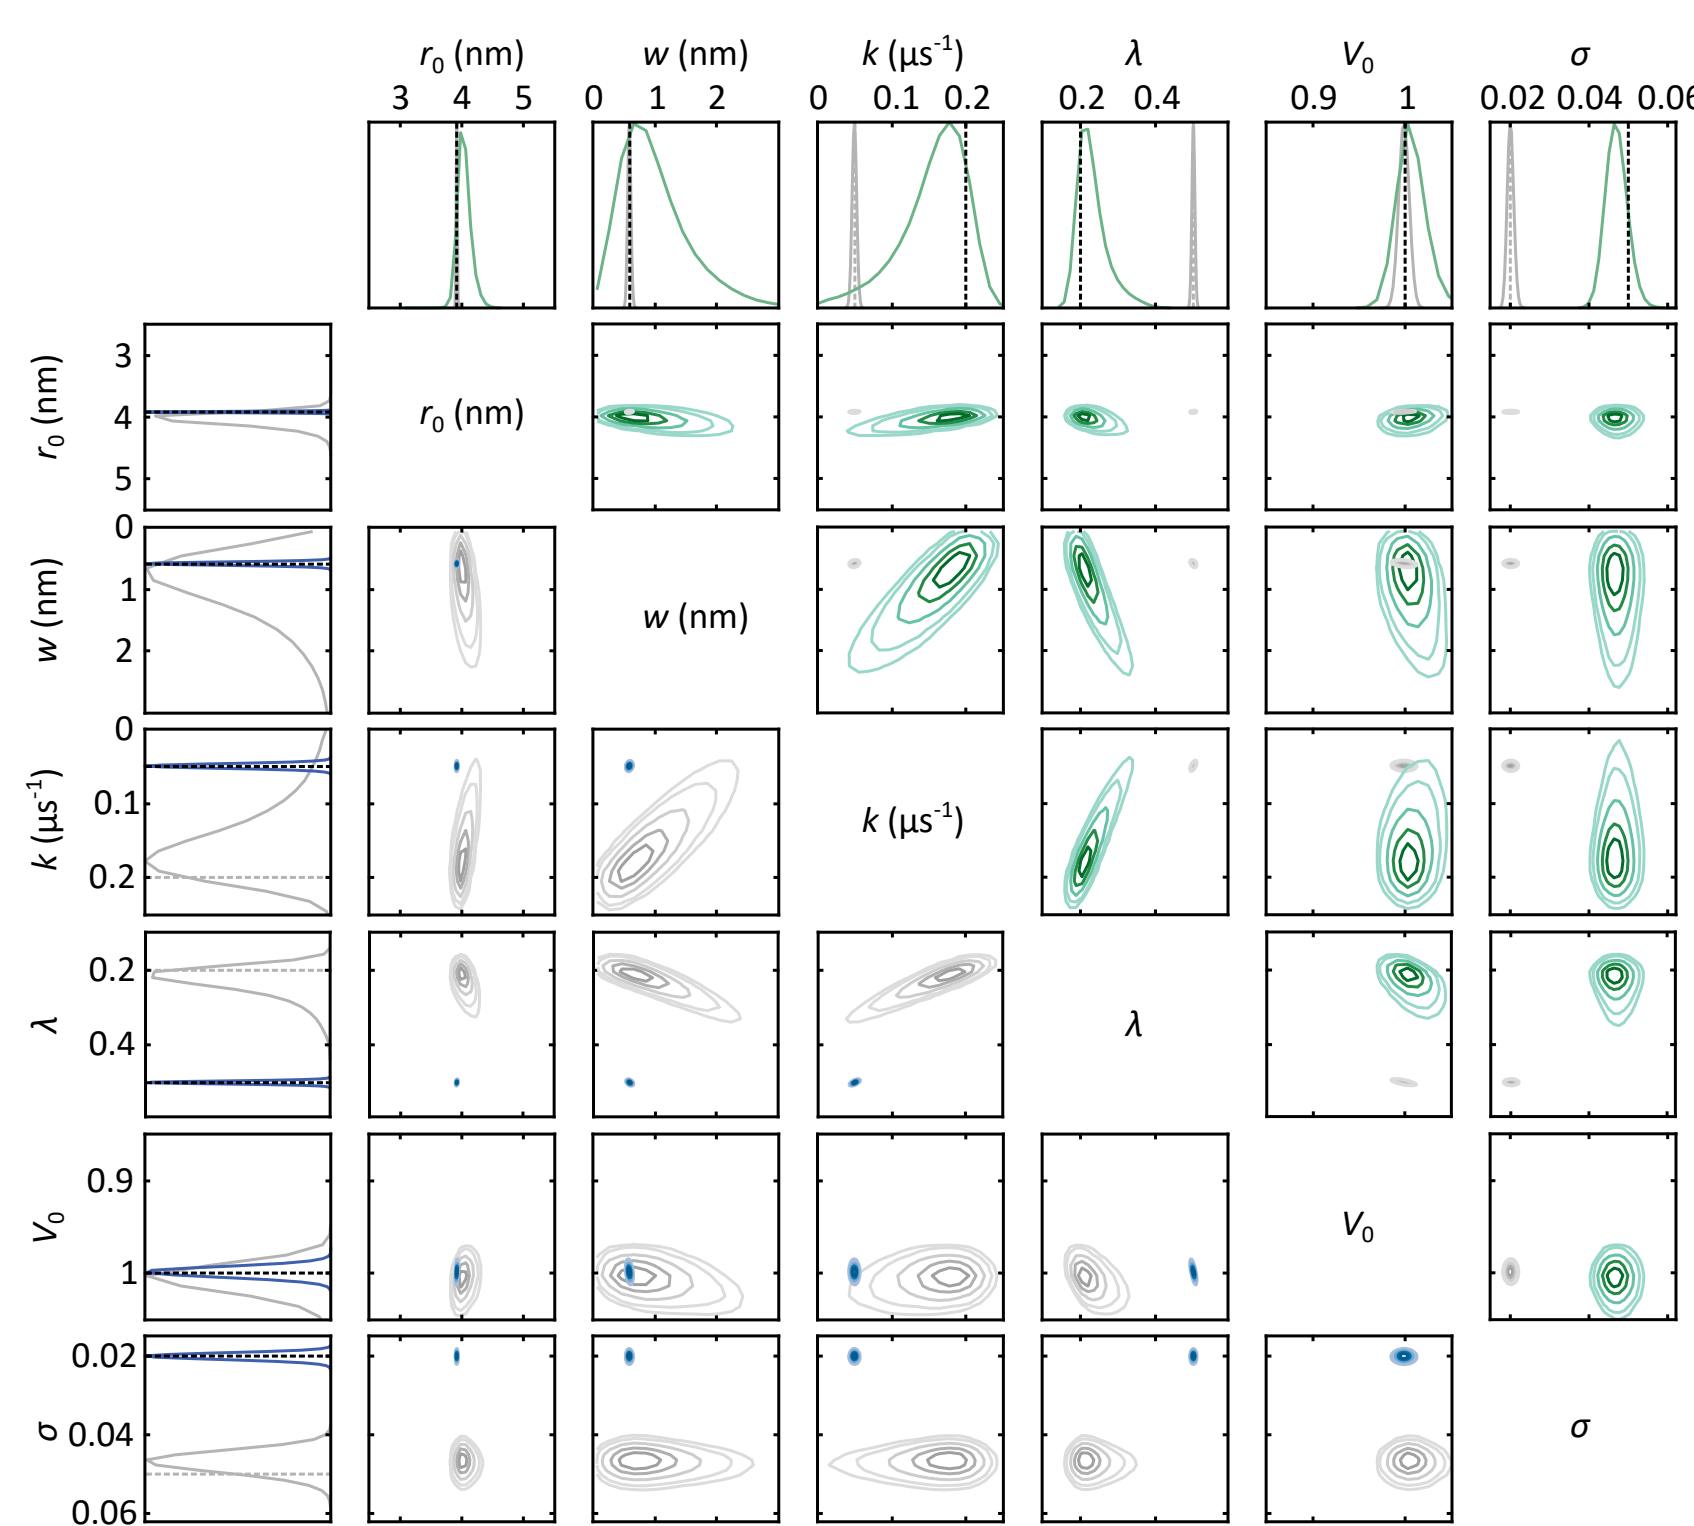 r₀ (nm) w (nm) k (µs⁻¹) λ V₀ σ
3 4 5 0 1 2 0 0.1 0.2 0.2 0.4 0.9 1 0.02 0.04 0.06
r₀ (nm)
3
4
5
r₀ (nm)
w (nm)
0
1
2
w (nm)
k (µs⁻¹)
0
0.1
0.2
k (µs⁻¹)
λ
0.2
0.4
λ
V₀
0.9
1
V₀
σ
0.02
0.04
0.06
σ